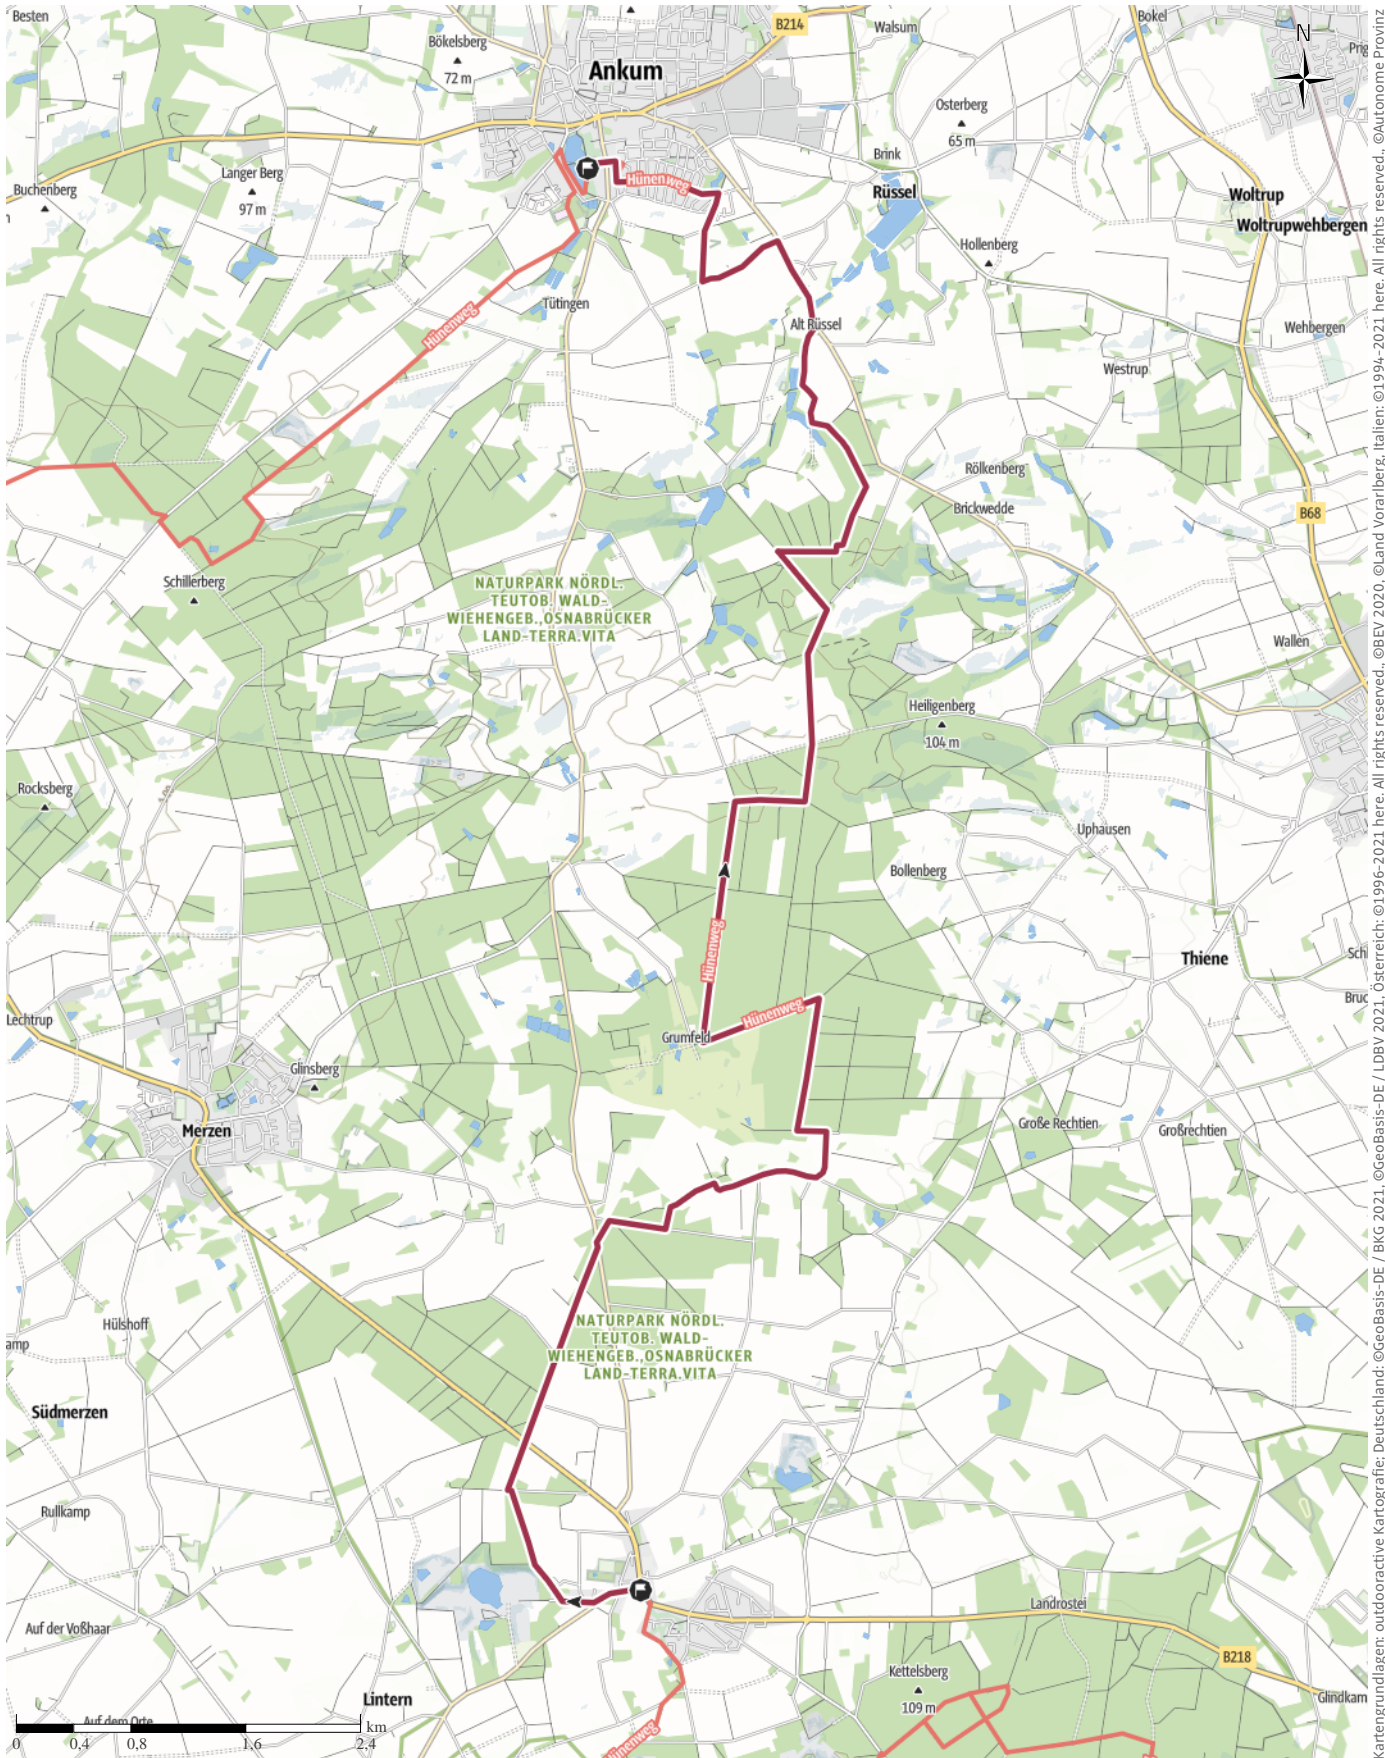 Besten
Bökelsberg
72 m
B214
Walsum
Bokel
N
Ankum
Osterberg
65 m
Brink
Langer Berg
97 m
Buchenberg
Hünenweg
Rüssel
Woltrup
Woltrupwehbergen
Hollenberg
Tütingen
Hünenweg
Alt Rüssel
Wehbergen
Westrup
Rölkenberg
Brickwedde
B68
Schillerberg
NATURPARK NÖRDL.
TEUTOB. WALD-
WIEHENGEB.,OSNABRÜCKER
LAND-TERRA.VITA
Wallen
Heiligenberg
104 m
Rocksberg
Uphausen
Bollenberg
Hünenweg
Thiene
Hünenweg
Lechtrup
Grumfeld
Glinsberg
Merzen
Große Rechtien
Großrechtien
Hülshoff
amp
NATURPARK NÖRDL.
TEUTOB. WALD-
WIEHENGEB.,OSNABRÜCKER
LAND-TERRA.VITA
Südmerzen
Rullkamp
Landrostei
Auf der Voßhaar
B218
Kettelsberg
109 m
Lintern
Glindkam
Auf dem Orte
Hünenweg
km
0 0,4 0,8 1,6 2,4
artengrundlagen: outdooractive Kartografie; Deutschland: ©GeoBasis-DE / BKG 2021, ©GeoBasis-DE / LDBV 2021, Österreich: ©1996-2021 here. All rights reserved., ©BEV 2020, ©Land Vorarlberg, Italien: ©1994-2021 here. All rights reserved., ©Autonome Provinz